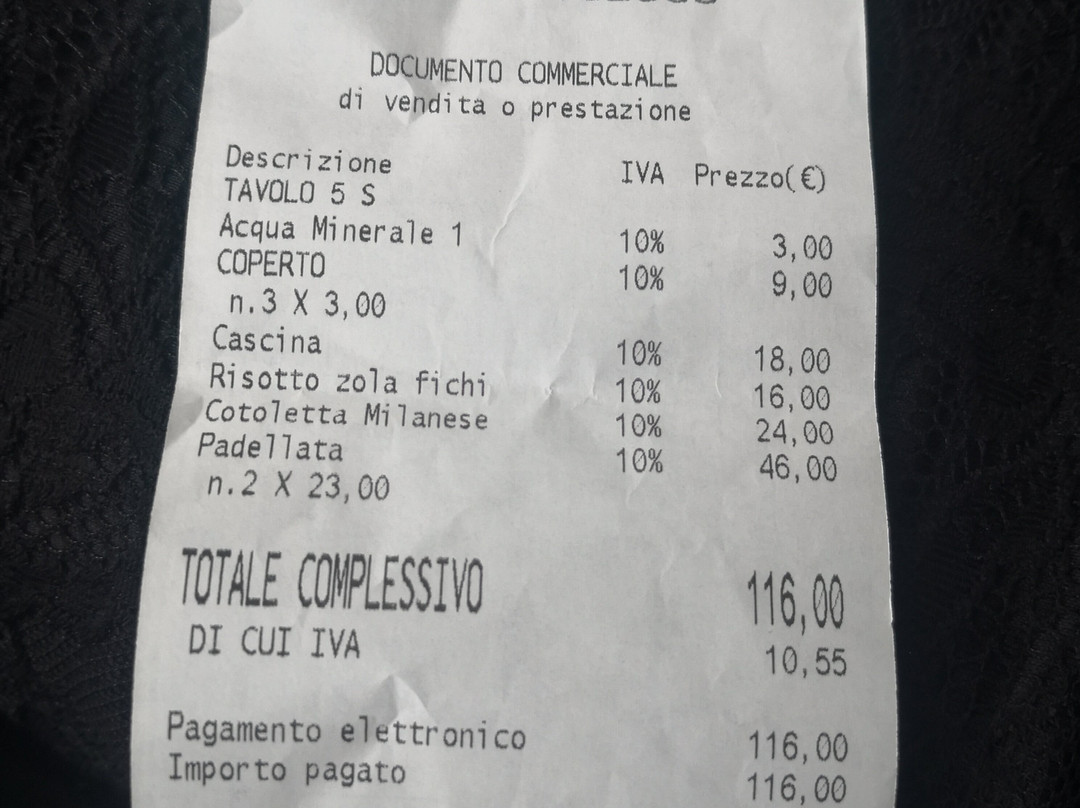 DOCUMENTO COMMERCIALE
di vendita o prestazione
Descrizione IVA Prezzo(€)
TAVOLO 5 S
Acqua Minerale 1 10% 3,00
COPERTO 10% 9,00
n.3 X 3,00
Cascina 10% 18,00
Risotto zola fichi 10% 16,00
Cotoletta Milanese 10% 24,00
Padellata 10% 46,00
n.2 X 23,00
TOTALE COMPLESSIVO 116,00
DI CUI IVA 10,55
Pagamento elettronico 116,00
Importo pagato 116,00